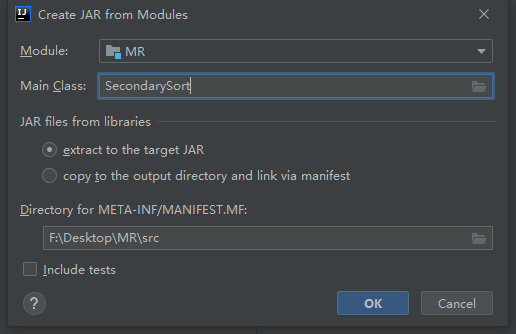 Create JAR from Modules
Module: MR
Main Class: SecondarySort
JAR files from libraries
extract to the target JAR
copy to the output directory and link via manifest
Directory for META-INF/MANIFEST.MF:
F:\Desktop\MR\src
Include tests
? OK Cancel